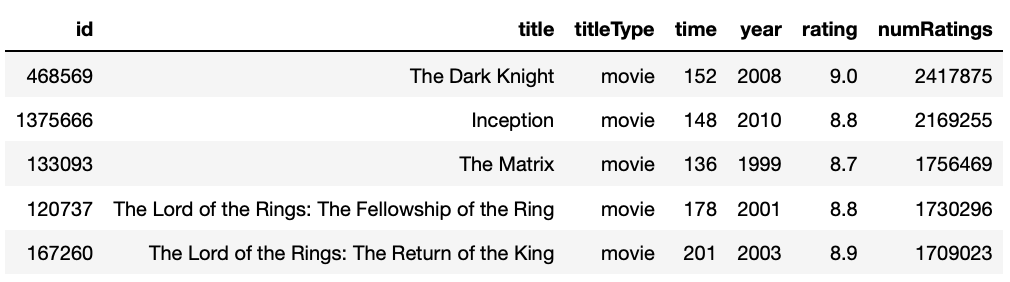 id title titleType time year rating numRatings
468569 The Dark Knight movie 152 2008 9.0 2417875
1375666 Inception movie 148 2010 8.8 2169255
133093 The Matrix movie 136 1999 8.7 1756469
120737 The Lord of the Rings: The Fellowship of the Ring movie 178 2001 8.8 1730296
167260 The Lord of the Rings: The Return of the King movie 201 2003 8.9 1709023